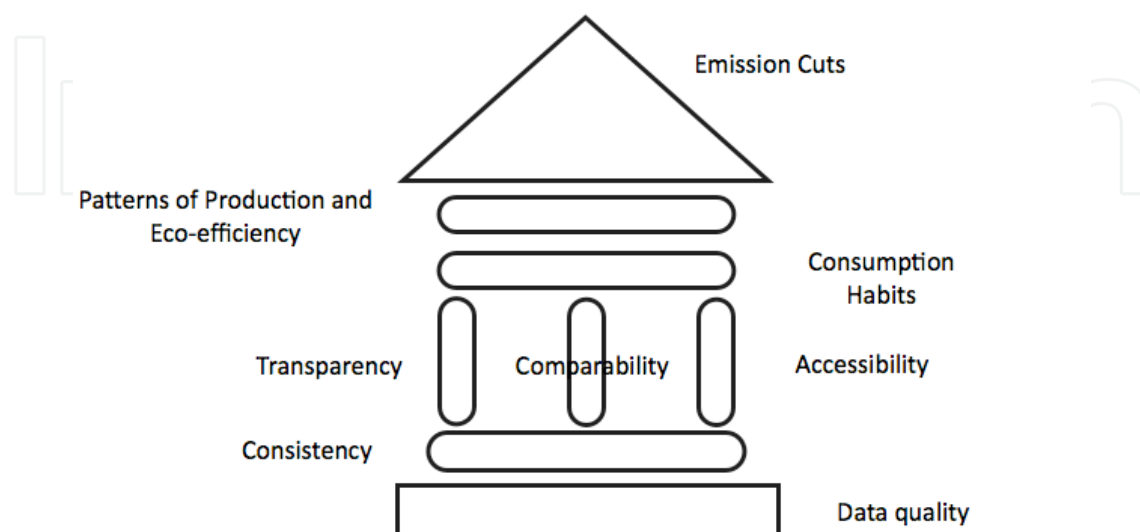 Emission Cuts
Patterns of Production and
Eco-efficiency
Consumption
Habits
Transparency
Comparability
Accessibility
Consistency
Data quality